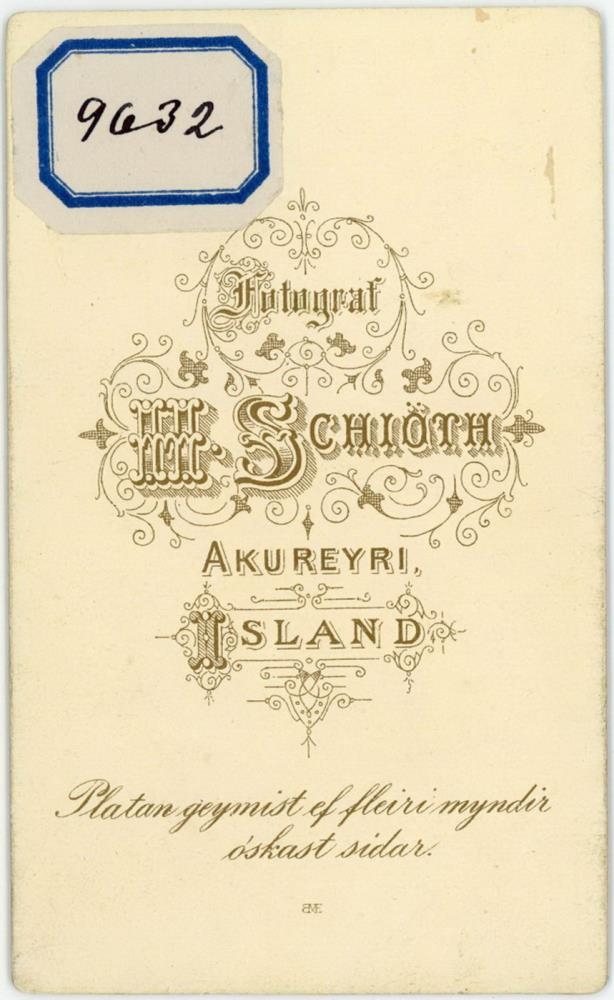 9632
Fotograf
H. SCHIÖTH
AKUREYRI,
ISLAND
Platan geymist ef fleiri myndir
óskast sidar.